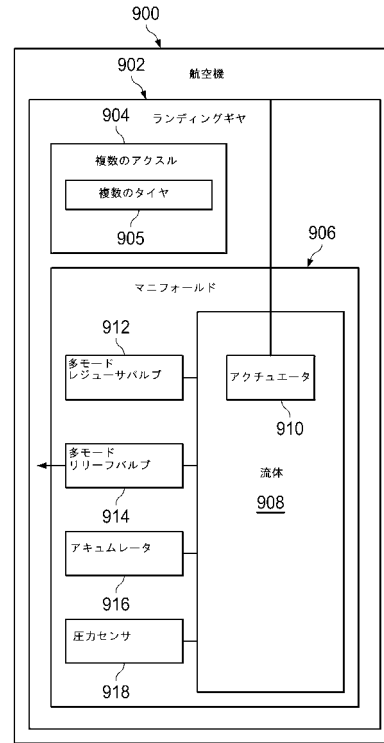 900
航空機
902
ランディングギヤ
904
複数のアクスル
複数のタイヤ
905
906
マニフォールド
912
多モード
レジューサバルブ
アクチュエータ
910
多モード
リリーフバルブ
914
流体
908
アキュムレータ
916
圧力センサ
918